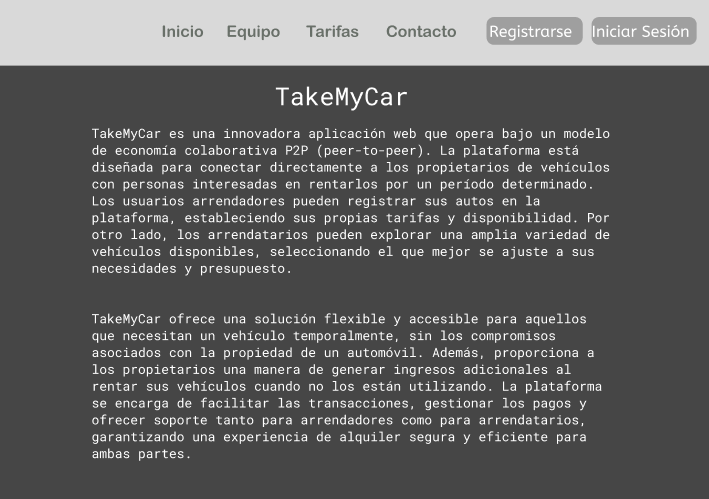 Inicio Equipo Tarifas Contacto Registrarse Iniciar Sesión
TakeMyCar
TakeMyCar es una innovadora aplicación web que opera bajo un modelo
de economía colaborativa P2P (peer-to-peer). La plataforma está
diseñada para conectar directamente a los propietarios de vehículos
con personas interesadas en rentarlos por un período determinado.
Los usuarios arrendadores pueden registrar sus autos en la
plataforma, estableciendo sus propias tarifas y disponibilidad. Por
otro lado, los arrendatarios pueden explorar una amplia variedad de
vehículos disponibles, seleccionando el que mejor se ajuste a sus
necesidades y presupuesto.
TakeMyCar ofrece una solución flexible y accesible para aquellos
que necesitan un vehículo temporalmente, sin los compromisos
asociados con la propiedad de un automóvil. Además, proporciona a
los propietarios una manera de generar ingresos adicionales al
rentar sus vehículos cuando no los están utilizando. La plataforma
se encarga de facilitar las transacciones, gestionar los pagos y
ofrecer soporte tanto para arrendadores como para arrendatarios,
garantizando una experiencia de alquiler segura y eficiente para
ambas partes.